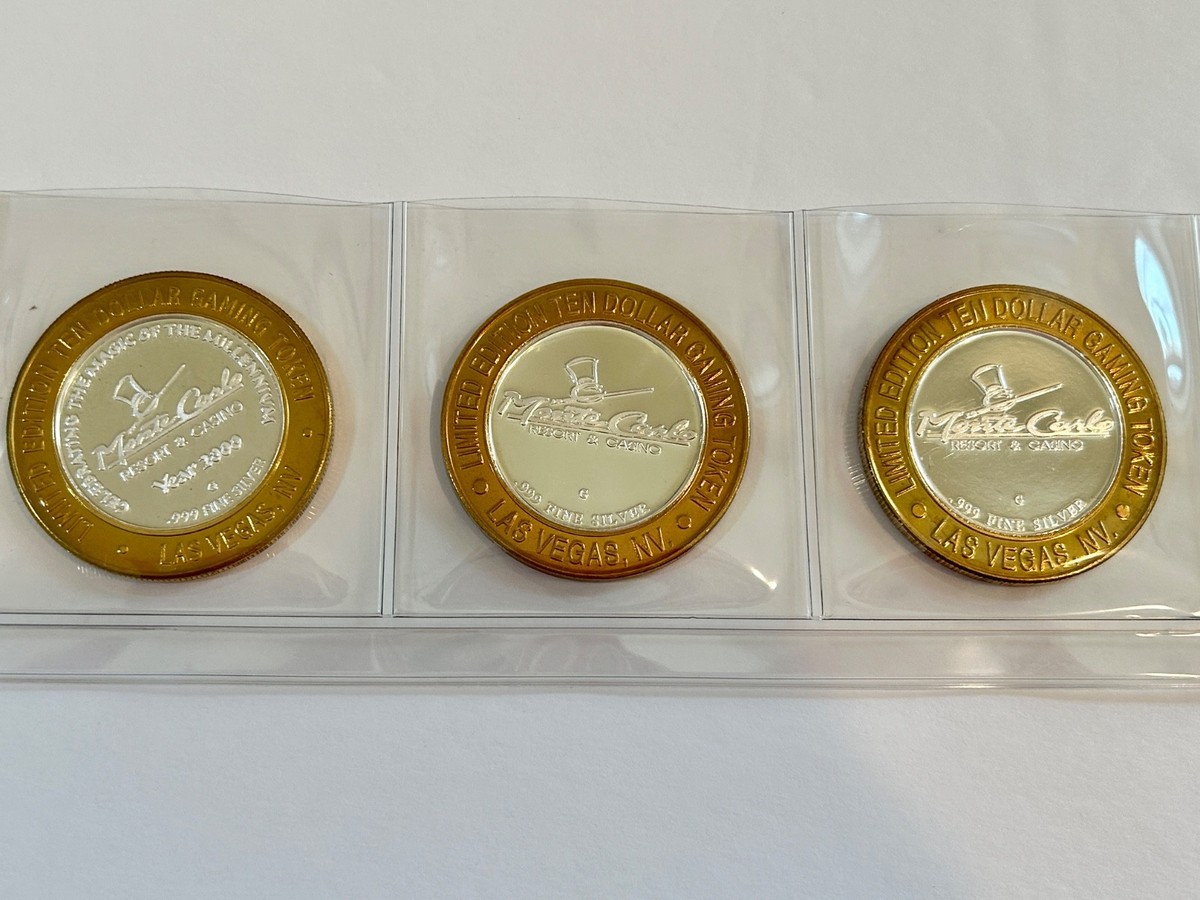 LIMITED EDITION TEN DOLLAR GAMING TOKEN
CELEBRATING THE MAGIC OF THE MILLENNIUM
Monte Carlo
RESORT & CASINO
Year 2000
G
.999 FINE SILVER
LAS VEGAS, NV.
LIMITED EDITION TEN DOLLAR GAMING TOKEN
Monte Carlo
RESORT & CASINO
G
.999 FINE SILVER
LAS VEGAS, NV.
LIMITED EDITION TEN DOLLAR GAMING TOKEN
Monte Carlo
RESORT & CASINO
G
.999 FINE SILVER
LAS VEGAS, NV.